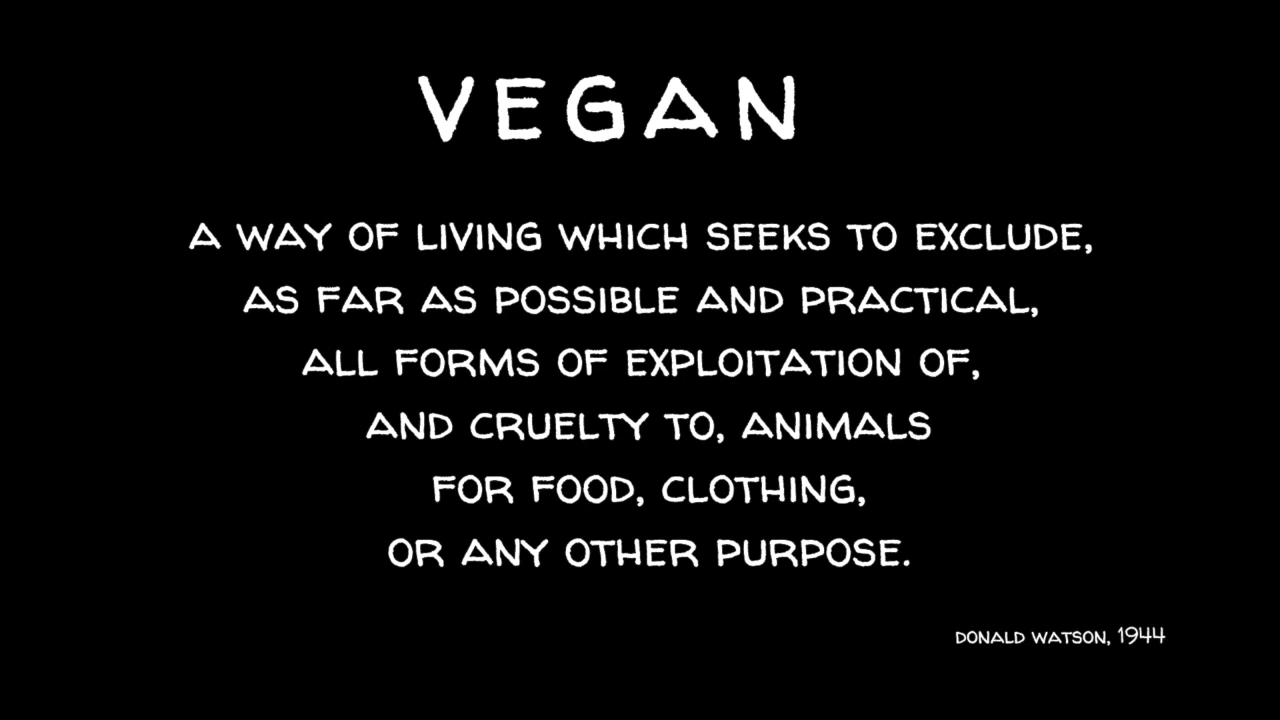 VEGAN
A WAY OF LIVING WHICH SEEKS TO EXCLUDE,
AS FAR AS POSSIBLE AND PRACTICAL,
ALL FORMS OF EXPLOITATION OF,
AND CRUELTY TO, ANIMALS
FOR FOOD, CLOTHING,
OR ANY OTHER PURPOSE.
DONALD WATSON, 1944